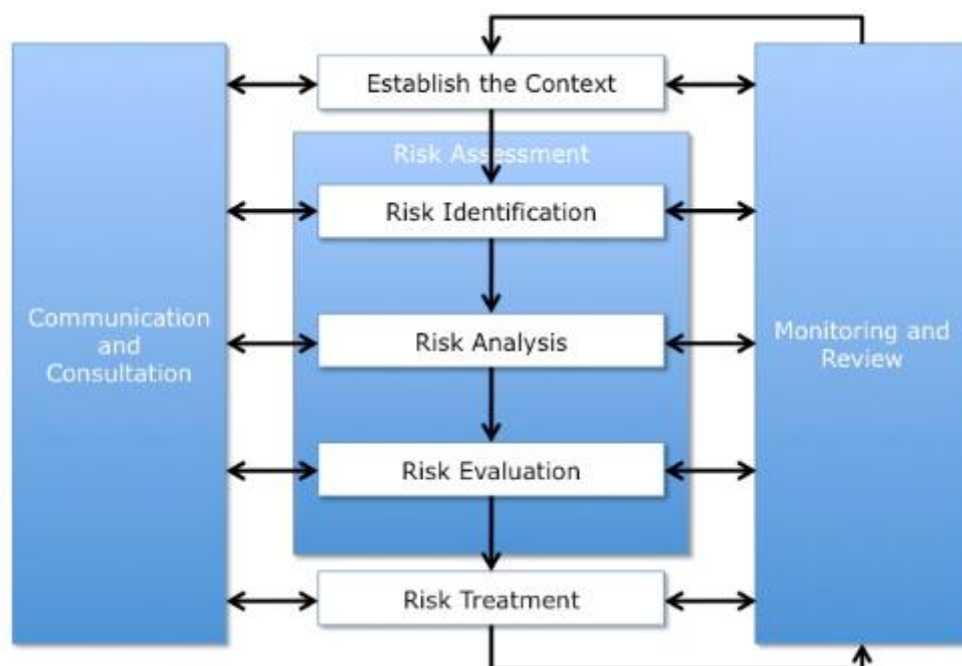 Establish the Context
Risk Assessment
Risk Identification
Communication
and
Consultation
Risk Analysis
Monitoring and
Review
Risk Evaluation
Risk Treatment